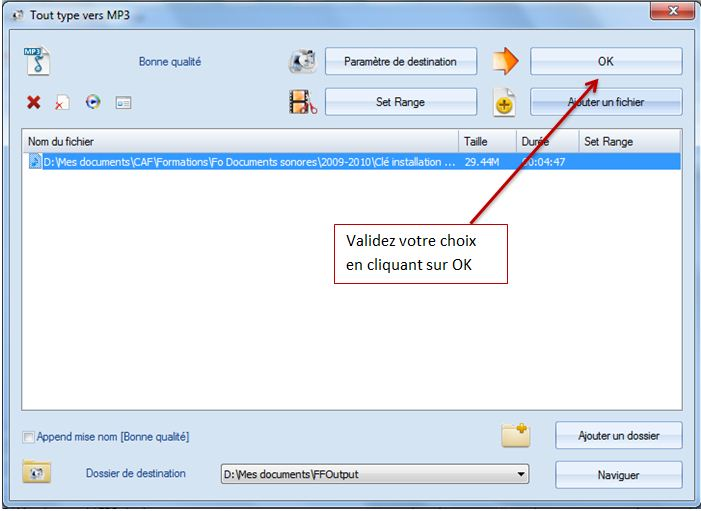 Tout type vers MP3
MP3
Bonne qualité
Paramètre de destination
OK
Set Range
Ajouter un fichier
Nom du fichier Taille Durée Set Range
D:\Mes documents\CAF\Formations\Fo Documents sonores\2009-2010\Clé installation ... 29.44M 00:04:47
Validez votre choix
en cliquant sur OK
Append mise nom [Bonne qualité]
Ajouter un dossier
Dossier de destination
D:\Mes documents\FFOutput
Naviguer